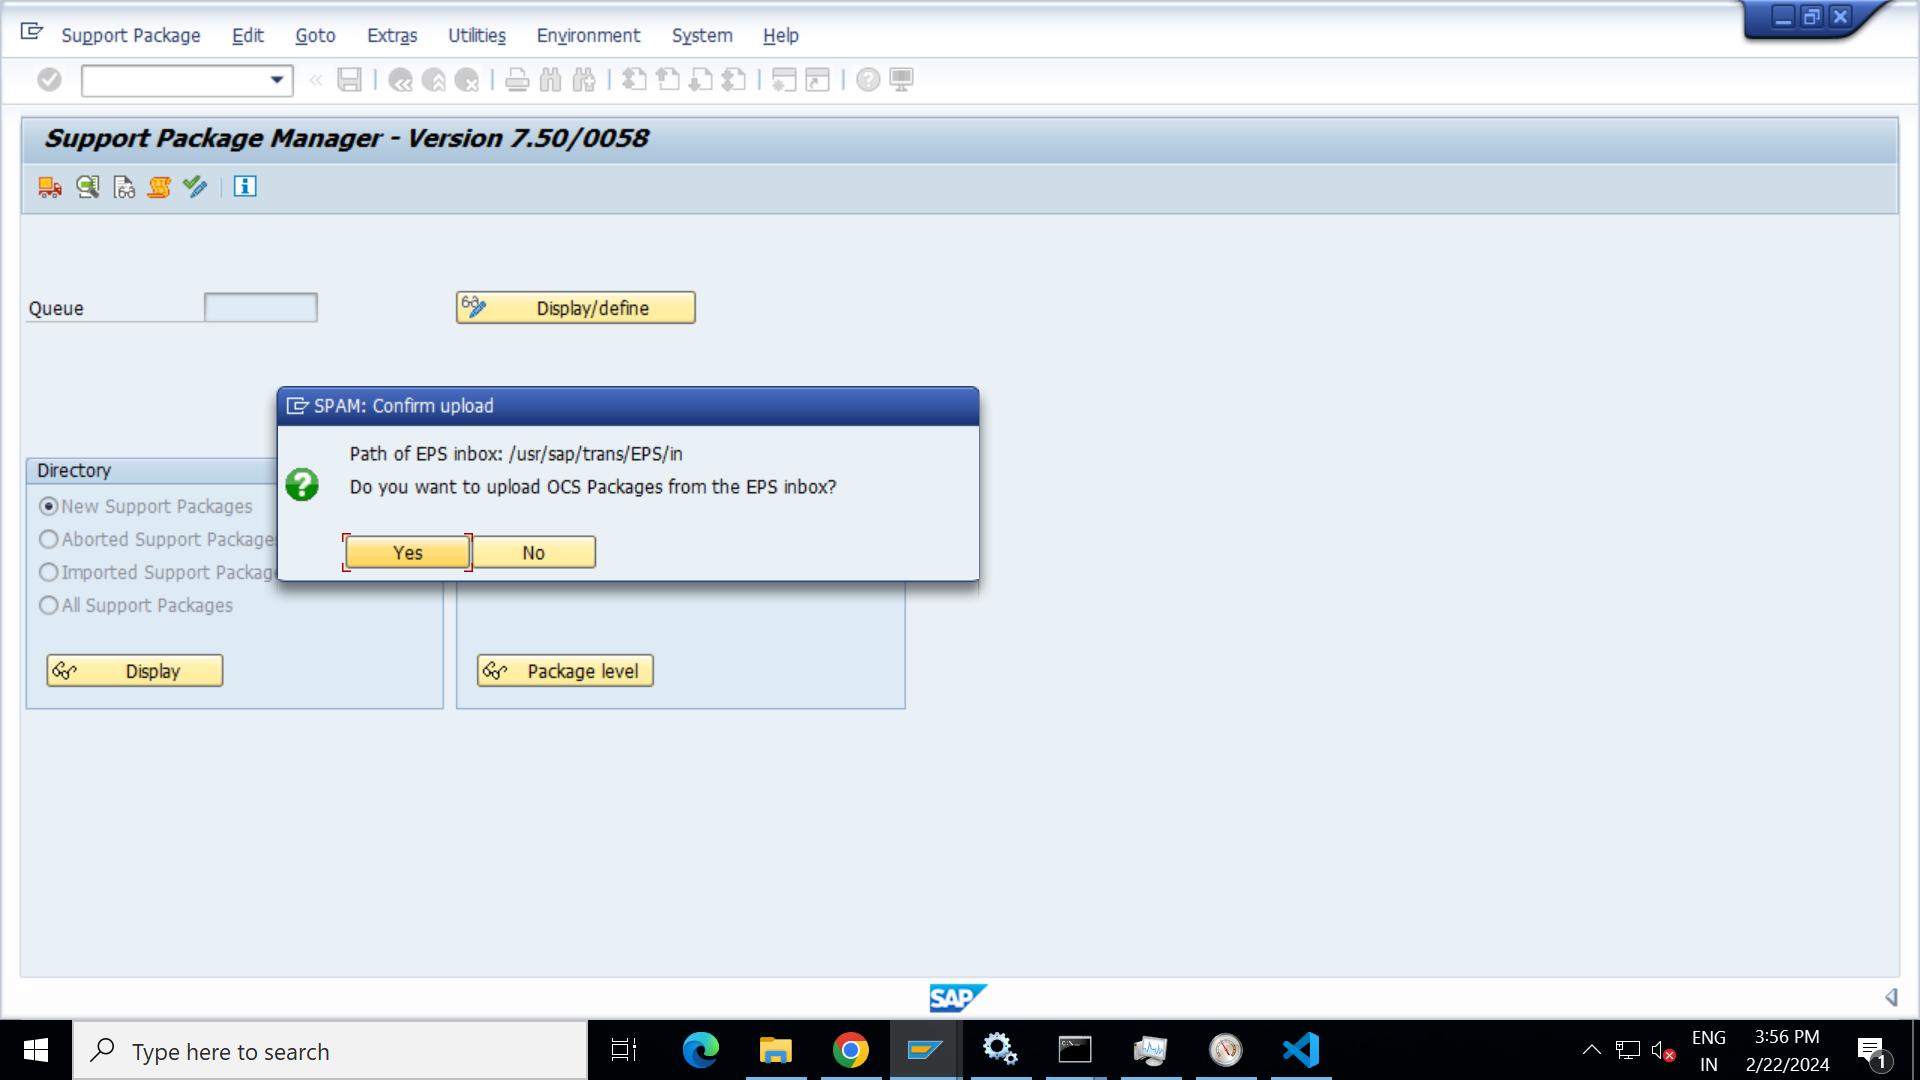 Support Package Edit Goto Extras Utilities Environment System Help
Support Package Manager - Version 7.50/0058
Queue
Display/define
SPAM: Confirm upload
Path of EPS inbox: /usr/sap/trans/EPS/in
Do you want to upload OCS Packages from the EPS inbox?
Yes No
Directory
New Support Packages
Aborted Support Package
Imported Support Packag
All Support Packages
Display
Package level
SAP
Type here to search
ENG
IN
3:56 PM
2/22/2024
1